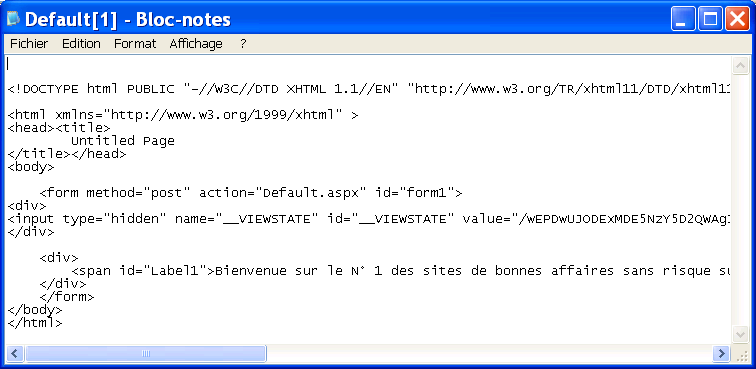 Default[1] - Bloc-notes
Fichier Edition Format Affichage ?
<!DOCTYPE html PUBLIC "-//W3C//DTD XHTML 1.1//EN" "http://www.w3.org/TR/xhtml11/DTD/xhtml11
<html xmlns="http://www.w3.org/1999/xhtml" >
<head><title>
Untitled Page
</title></head>
<body>
<form method="post" action="Default.aspx" id="form1">
<div>
<input type="hidden" name="__VIEWSTATE" id="__VIEWSTATE" value="/wEPDwUJODExMDE5NzY5D2QWAg
</div>
<div>
<span id="Label1">Bienvenue sur le N° 1 des sites de bonnes affaires sans risque su
</div>
</form>
</body>
</html>